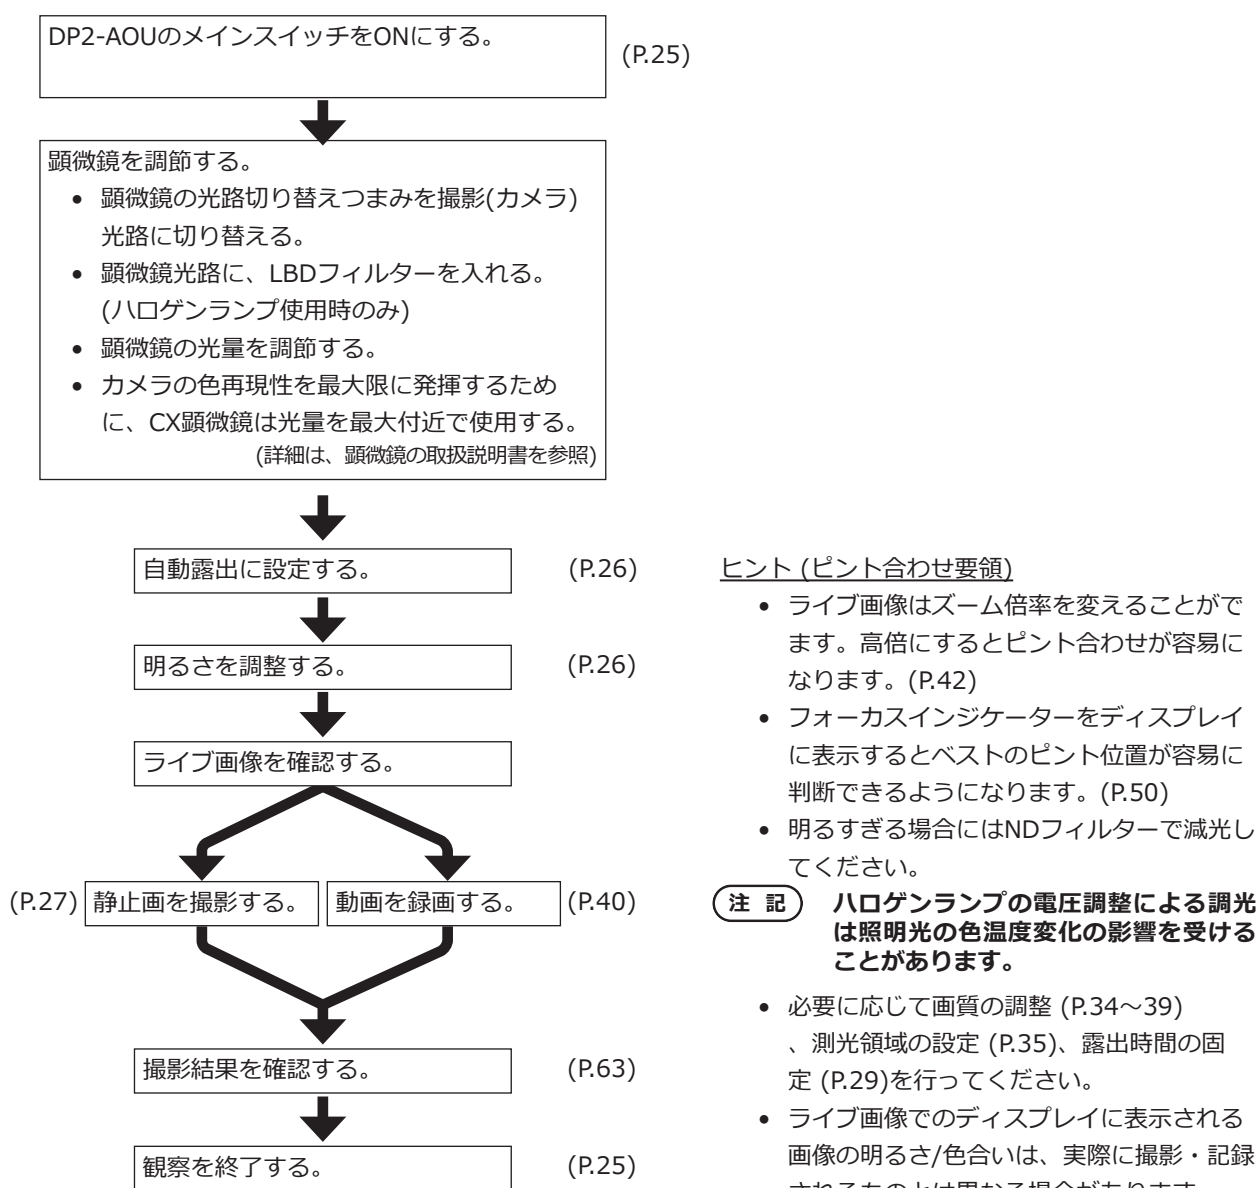 DP2-AOUのメインスイッチをONにする。
(P.25)
顕微鏡を調節する。
• 顕微鏡の光路切り替えつまみを撮影(カメラ)
光路に切り替える。
• 顕微鏡光路に、LBDフィルターを入れる。
(ハロゲンランプ使用時のみ)
• 顕微鏡の光量を調節する。
• カメラの色再現性を最大限に発揮するため
に、CX顕微鏡は光量を最大付近で使用する。
(詳細は、顕微鏡の取扱説明書を参照)
自動露出に設定する。
(P.26)
明るさを調整する。
(P.26)
ライブ画像を確認する。
(P.27)
静止画を撮影する。
動画を録画する。
(P.40)
撮影結果を確認する。
(P.63)
観察を終了する。
(P.25)
ヒント (ピント合わせ要領)
• ライブ画像はズーム倍率を変えることがで
ます。高倍にするとピント合わせが容易に
なります。(P.42)
• フォーカスインジケーターをディスプレイ
に表示するとベストのピント位置が容易に
判断できるようになります。(P.50)
• 明るすぎる場合にはNDフィルターで減光し
てください。
注 記 ハロゲンランプの電圧調整による調光
は照明光の色温度変化の影響を受ける
ことがあります。
• 必要に応じて画質の調整 (P.34～39)
、測光領域の設定 (P.35)、露出時間の固
定 (P.29)を行ってください。
• ライブ画像でのディスプレイに表示される
画像の明るさ/色合いは、実際に撮影・記録